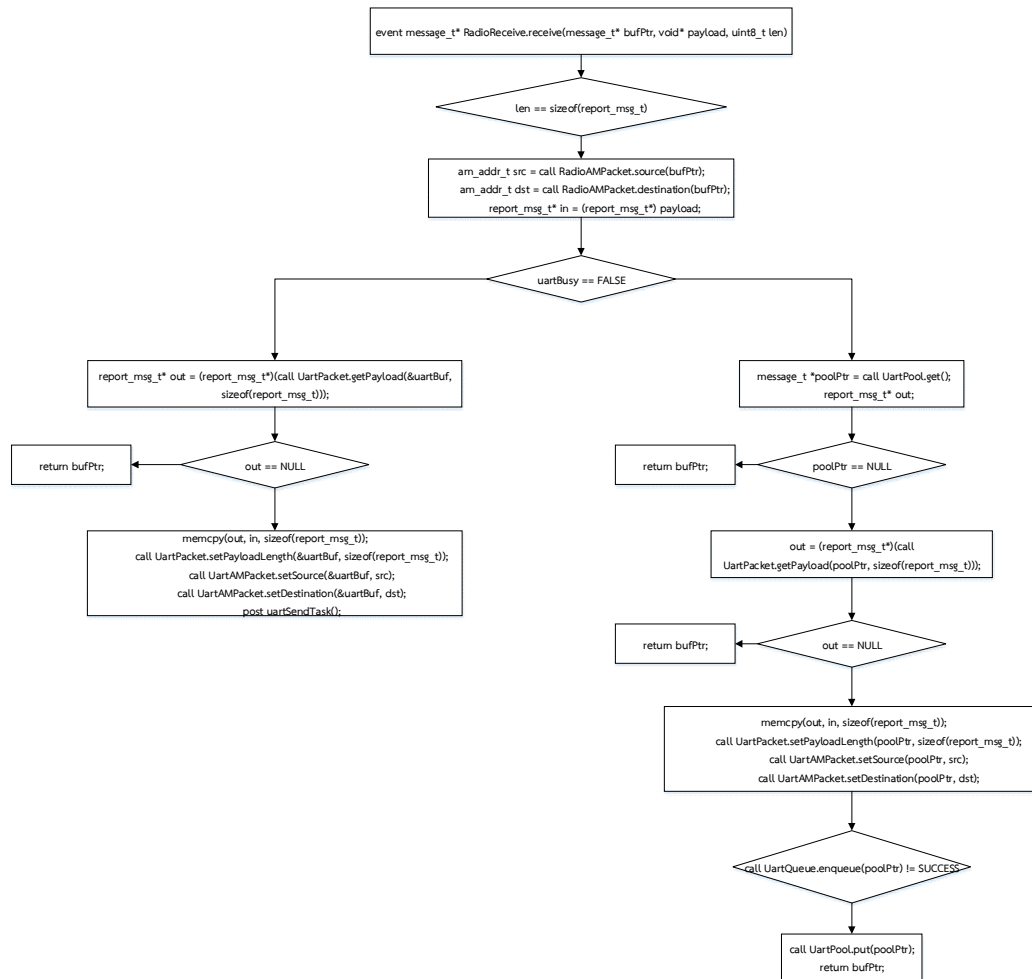 event message_t* RadioReceive.receive(message_t* bufPtr, void* payload, uint8_t len)
len == sizeof(report_msg_t)
am_addr_t src = call RadioAMPacket.source(bufPtr);
am_addr_t dst = call RadioAMPacket.destination(bufPtr);
report_msg_t* in = (report_msg_t*) payload;
uartBusy == FALSE
report_msg_t* out = (report_msg_t*)(call UartPacket.getPayload(&uartBuf,
sizeof(report_msg_t)));
return bufPtr;
out == NULL
memcpy(out, in, sizeof(report_msg_t));
call UartPacket.setPayloadLength(&uartBuf, sizeof(report_msg_t));
call UartAMPacket.setSource(&uartBuf, src);
call UartAMPacket.setDestination(&uartBuf, dst);
post uartSendTask();
message_t *poolPtr = call UartPool.get();
report_msg_t* out;
return bufPtr;
poolPtr == NULL
out = (report_msg_t*)(call
UartPacket.getPayload(poolPtr, sizeof(report_msg_t)));
return bufPtr;
out == NULL
memcpy(out, in, sizeof(report_msg_t));
call UartPacket.setPayloadLength(poolPtr, sizeof(report_msg_t));
call UartAMPacket.setSource(poolPtr, src);
call UartAMPacket.setDestination(poolPtr, dst);
call UartQueue.enqueue(poolPtr) != SUCCESS
call UartPool.put(poolPtr);
return bufPtr;